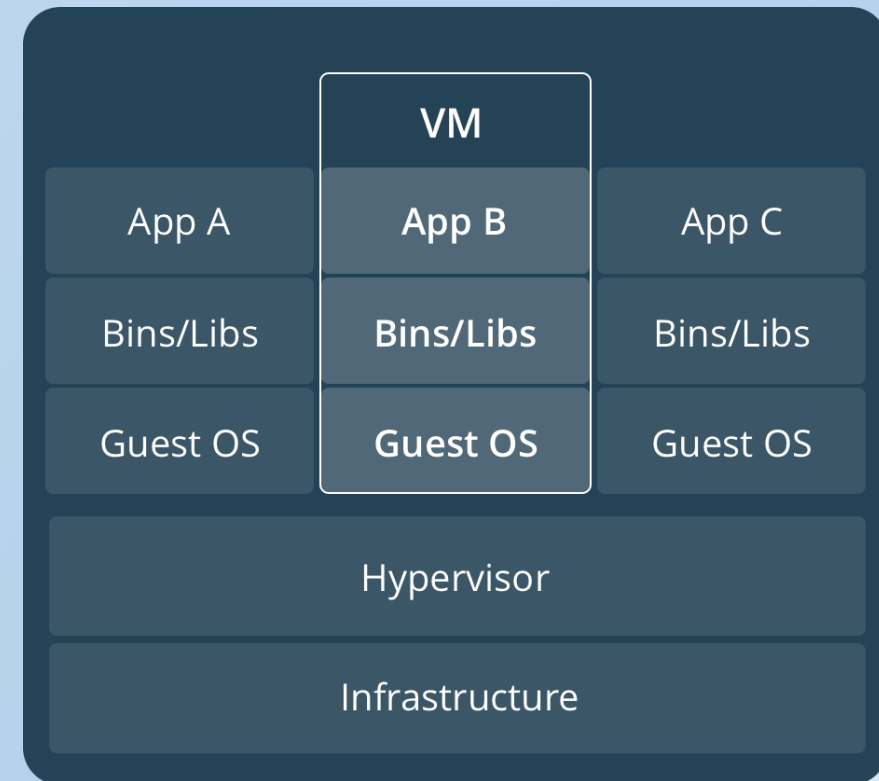 VM
App A
App B
App C
Bins/Libs
Bins/Libs
Bins/Libs
Guest OS
Guest OS
Guest OS
Hypervisor
Infrastructure